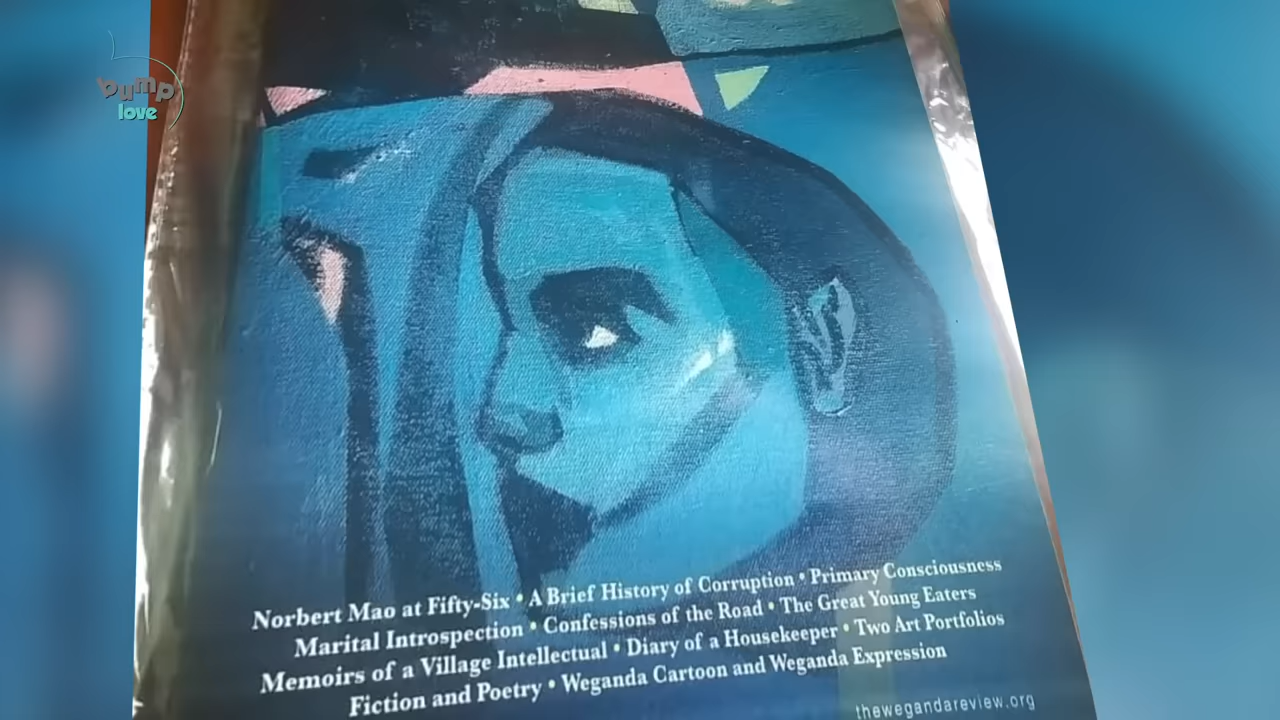 bump
love
Norbert Mao at Fifty-Six • A Brief History of Corruption • Primary Consciousness
Marital Introspection • Confessions of the Road • The Great Young Eaters
Memoirs of a Village Intellectual • Diary of a Housekeeper • Two Art Portfolios
Fiction and Poetry • Weganda Cartoon and Weganda Expression
thewegandareview.org